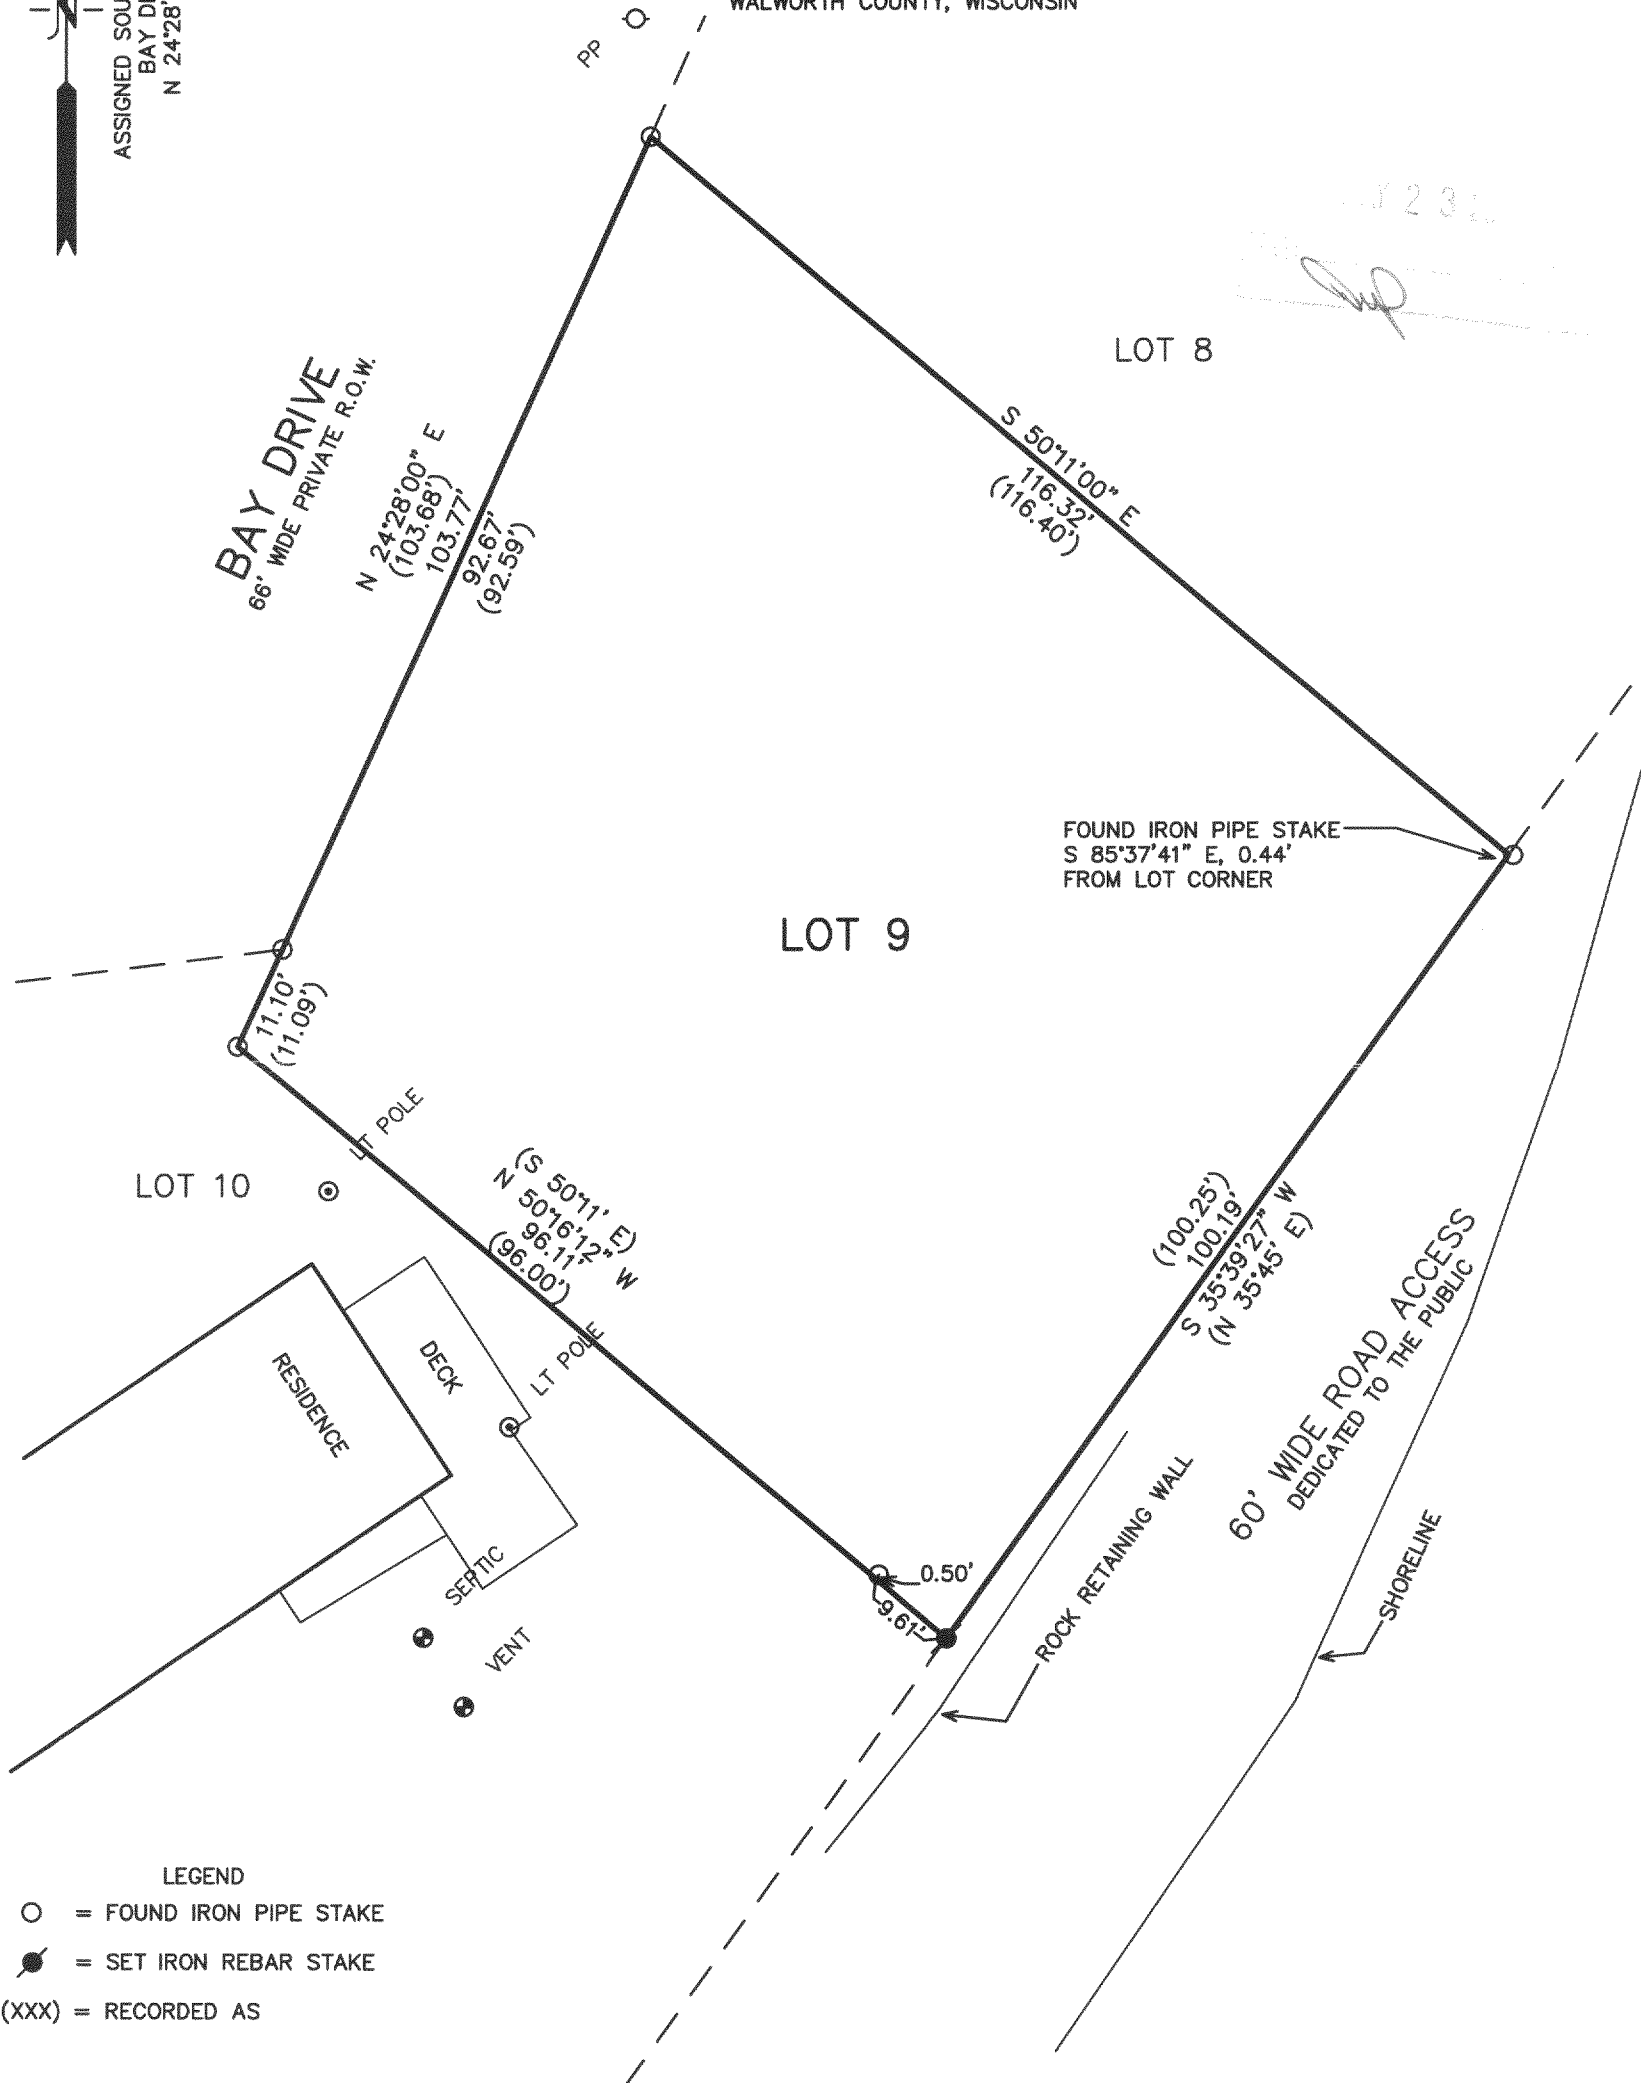 WALWORTH COUNTY, WISCONSIN
N
ASSIGNED SOU
BAY DI
N 24°28'
PP
2 3
LOT 8
BAY DRIVE
66' WIDE PRIVATE R.O.W.
N 24°28'00" E
(103.68')
103.77'
92.67'
(92.59')
S 50°11'00" E
116.32'
(116.40')
FOUND IRON PIPE STAKE
S 85°37'41" E, 0.44'
FROM LOT CORNER
LOT 9
11.10'
(11.09')
LT POLE
LOT 10
(S 50°11' E)
N 50°16'12" W
96.11'
(96.00')
(100.25')
100.19'
S 35°39'27" W
(N 35°45' E)
60' WIDE ROAD ACCESS
DEDICATED TO THE PUBLIC
DECK
RESIDENCE
LT POLE
ROCK RETAINING WALL
SHORELINE
0.50'
9.61'
SEPTIC
VENT
LEGEND
= FOUND IRON PIPE STAKE
= SET IRON REBAR STAKE
(XXX) = RECORDED AS